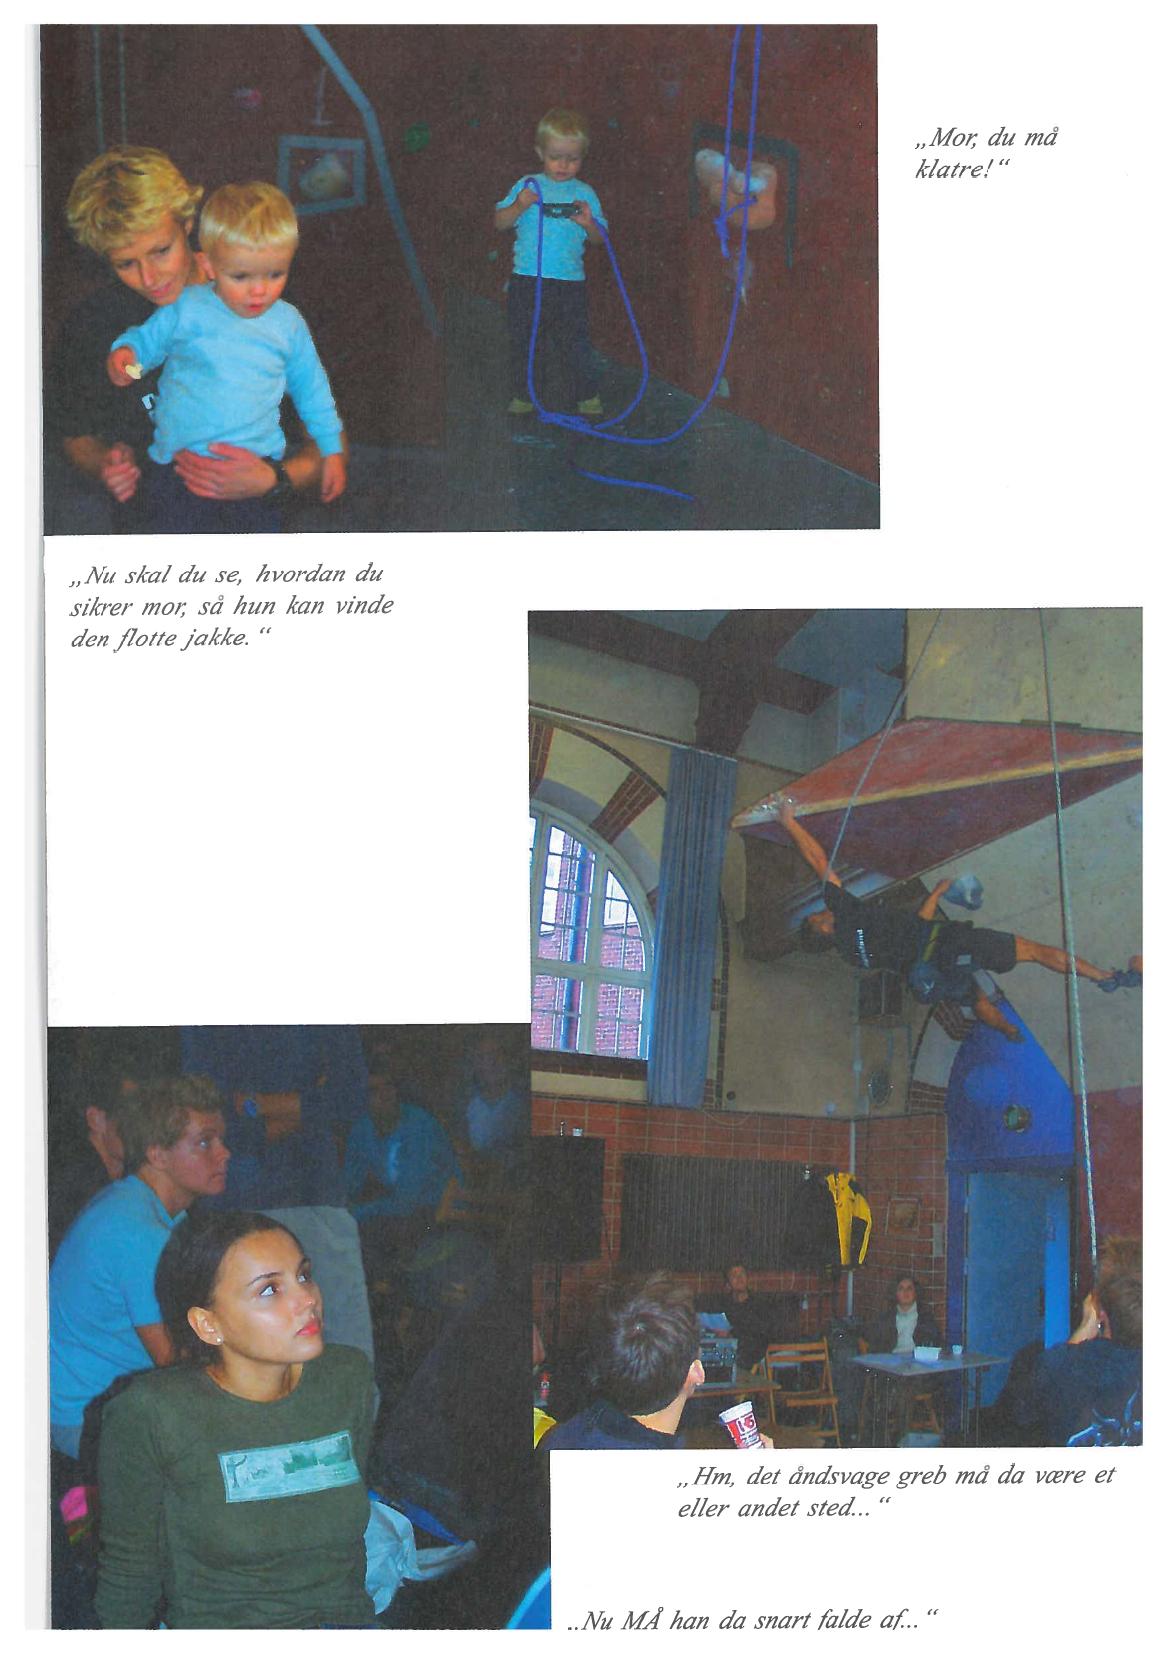 „Mor, du må
klatre!“
„Nu skal du se, hvordan du
sikrer mor, så hun kan vinde
den flotte jakke.“
„Hm, det åndsvage greb må da være et
eller andet sted...“
„Nu MÅ han da snart falde af...“